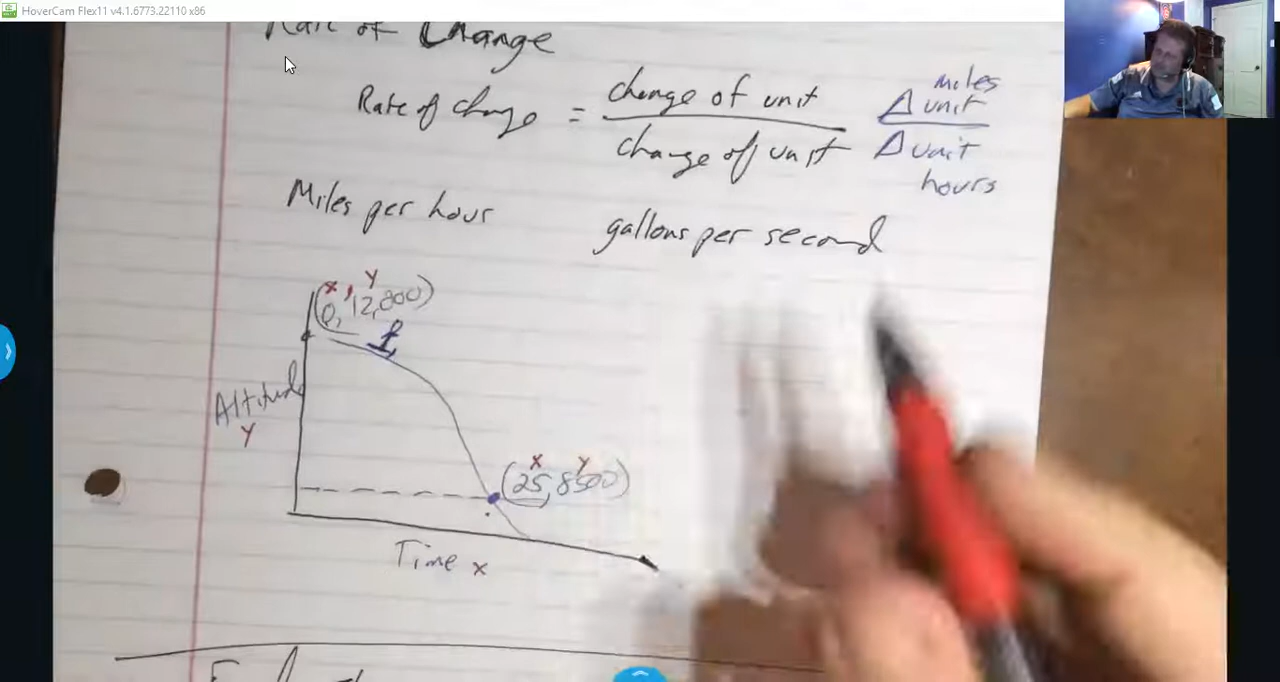 HoverCam Flex11 v4.1.6773.22110 x86
Rate of Change
Rate of change = change of unit / change of unit
miles
Δ unit
Δ unit
hours
Miles per hour
gallons per second
x, y
(0, 12,800)
f
Altitude
y
x y
(25, 8500)
Time x